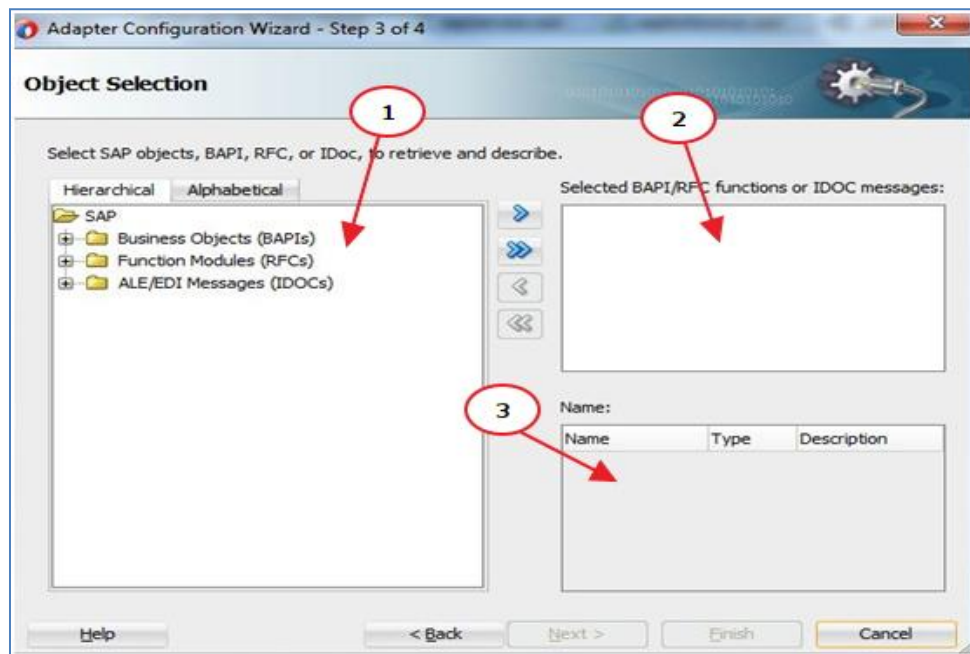 Adapter Configuration Wizard - Step 3 of 4
Object Selection
1
2
Select SAP objects, BAPI, RFC, or IDoc, to retrieve and describe.
Hierarchical Alphabetical
Selected BAPI/RFC functions or IDOC messages:
SAP
Business Objects (BAPIs)
Function Modules (RFCs)
ALE/EDI Messages (IDOCs)
3
Name:
Name Type Description
Help < Back Next > Finish Cancel